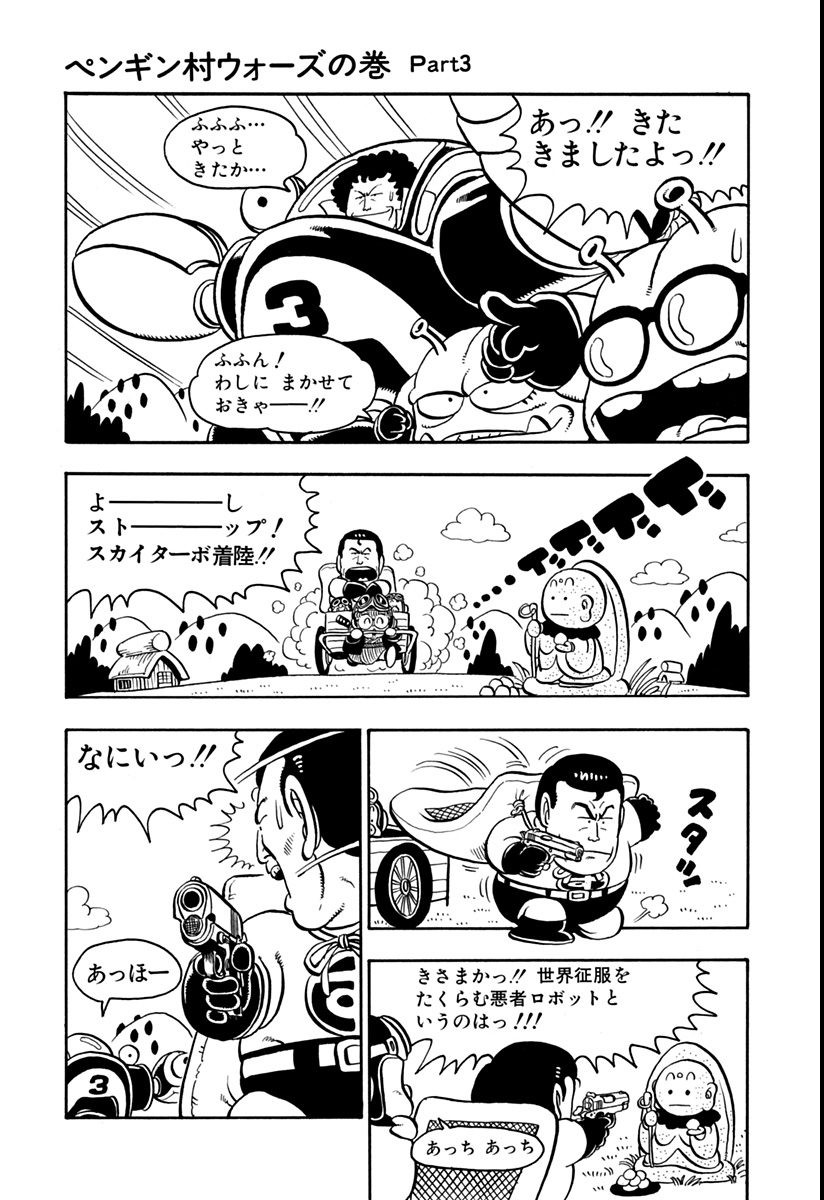 ペンギン村ウォーズの巻 Part3
あっ!! きた
きましたよっ!!
ふふふ…
やっと
きたか…
3
ふふん!
わしに まかせて
おきゃ――!!
よ――――――し
スト―――――ップ!
スカイターボ着陸!!
・・・・ドドドドド
スタッ
なにいっ!!
あっほー
3
きさまかっ!! 世界征服を
たくらむ悪者ロボットと
いうのはっ!!!
あっち あっち